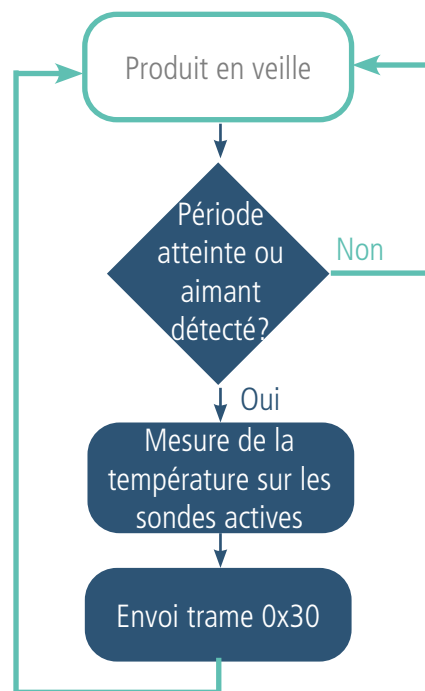 Produit en veille
Période
atteinte ou
aimant
détecté?
Non
Oui
Mesure de la
température sur les
sondes actives
Envoi trame 0x30